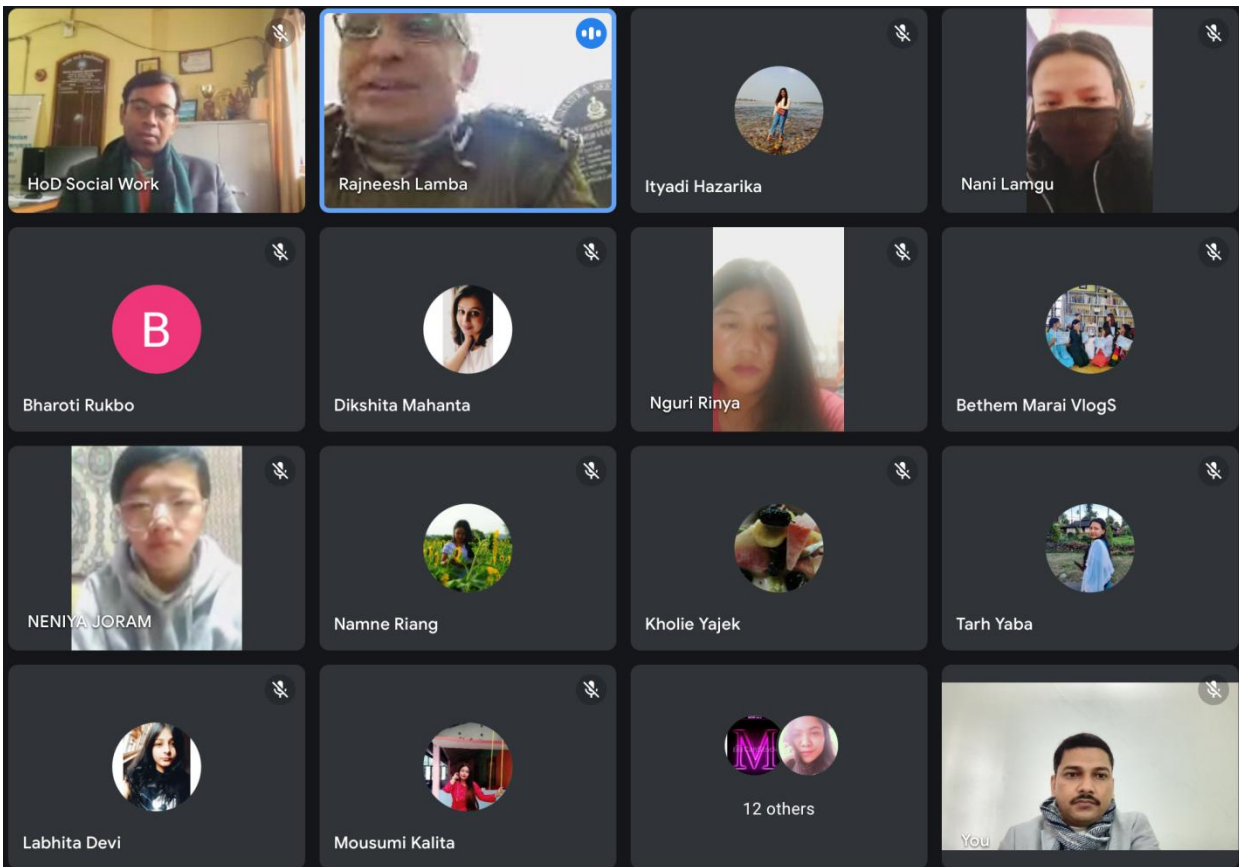 HoD Social Work
Rajneesh Lamba
Ityadi Hazarika
Nani Lamgu
B
Bharoti Rukbo
Dikshita Mahanta
Nguri Rinya
Bethem Marai VlogS
NENIYA JORAM
Namne Riang
Kholie Yajek
Tarh Yaba
Labhita Devi
Mousumi Kalita
M
12 others
You